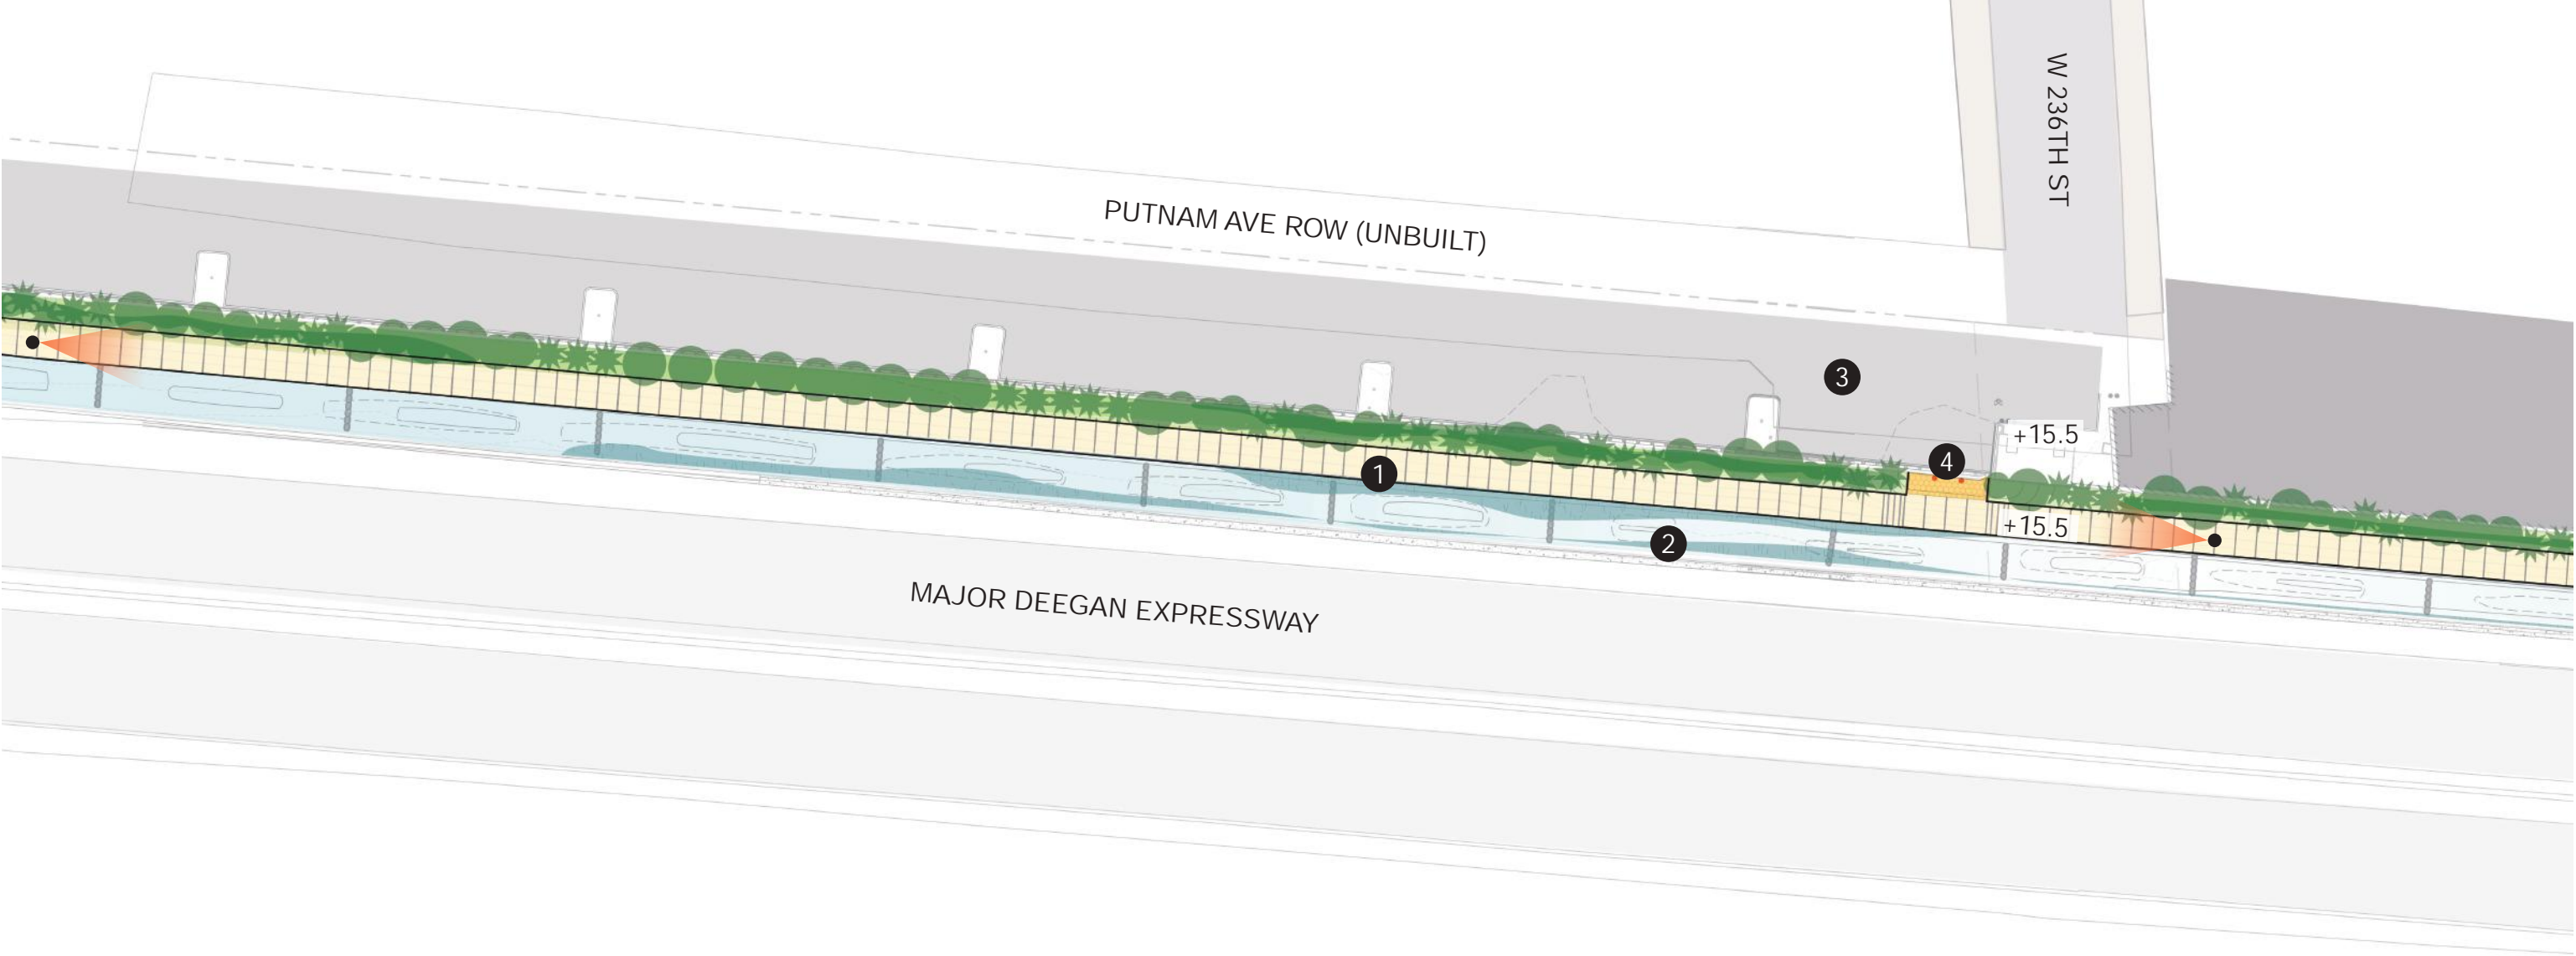 W 236TH ST
PUTNAM AVE ROW (UNBUILT)
3
+15.5
4
1
+15.5
2
MAJOR DEEGAN EXPRESSWAY